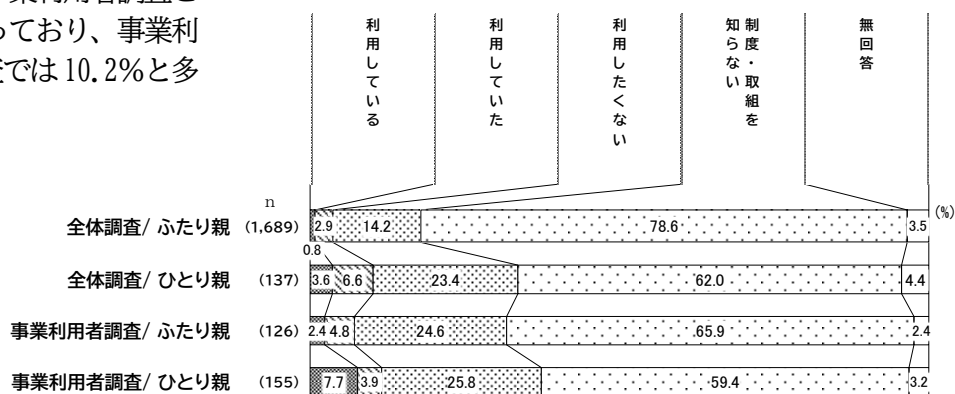 業利用者調査と
っており、事業利
査では10.2％と多
利用している
利用していた
利用したくない
制度・取組を
知らない
無回答
n
(%)
全体調査/ ふたり親 (1,689) 2.9 14.2 78.6 3.5
0.8
全体調査/ ひとり親 (137) 3.6 6.6 23.4 62.0 4.4
事業利用者調査/ ふたり親 (126) 2.4 4.8 24.6 65.9 2.4
事業利用者調査/ ひとり親 (155) 7.7 3.9 25.8 59.4 3.2